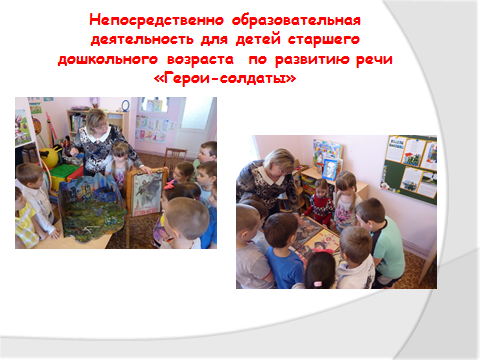 Непосредственно образовательная
деятельность для детей старшего
дошкольного возраста по развитию речи
«Герои-солдаты»